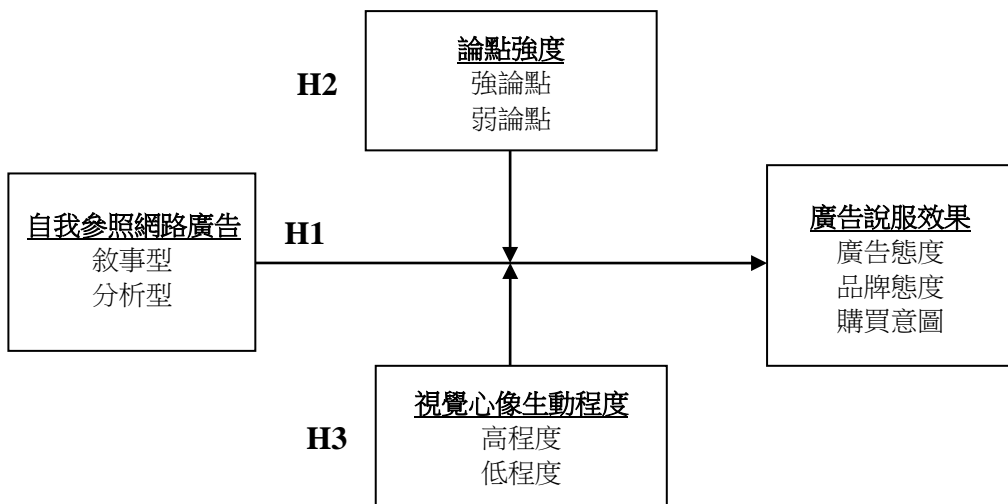 論點強度
強論點
弱論點
H2
自我參照網路廣告
敘事型
分析型
H1
廣告說服效果
廣告態度
品牌態度
購買意圖
視覺心像生動程度
高程度
低程度
H3